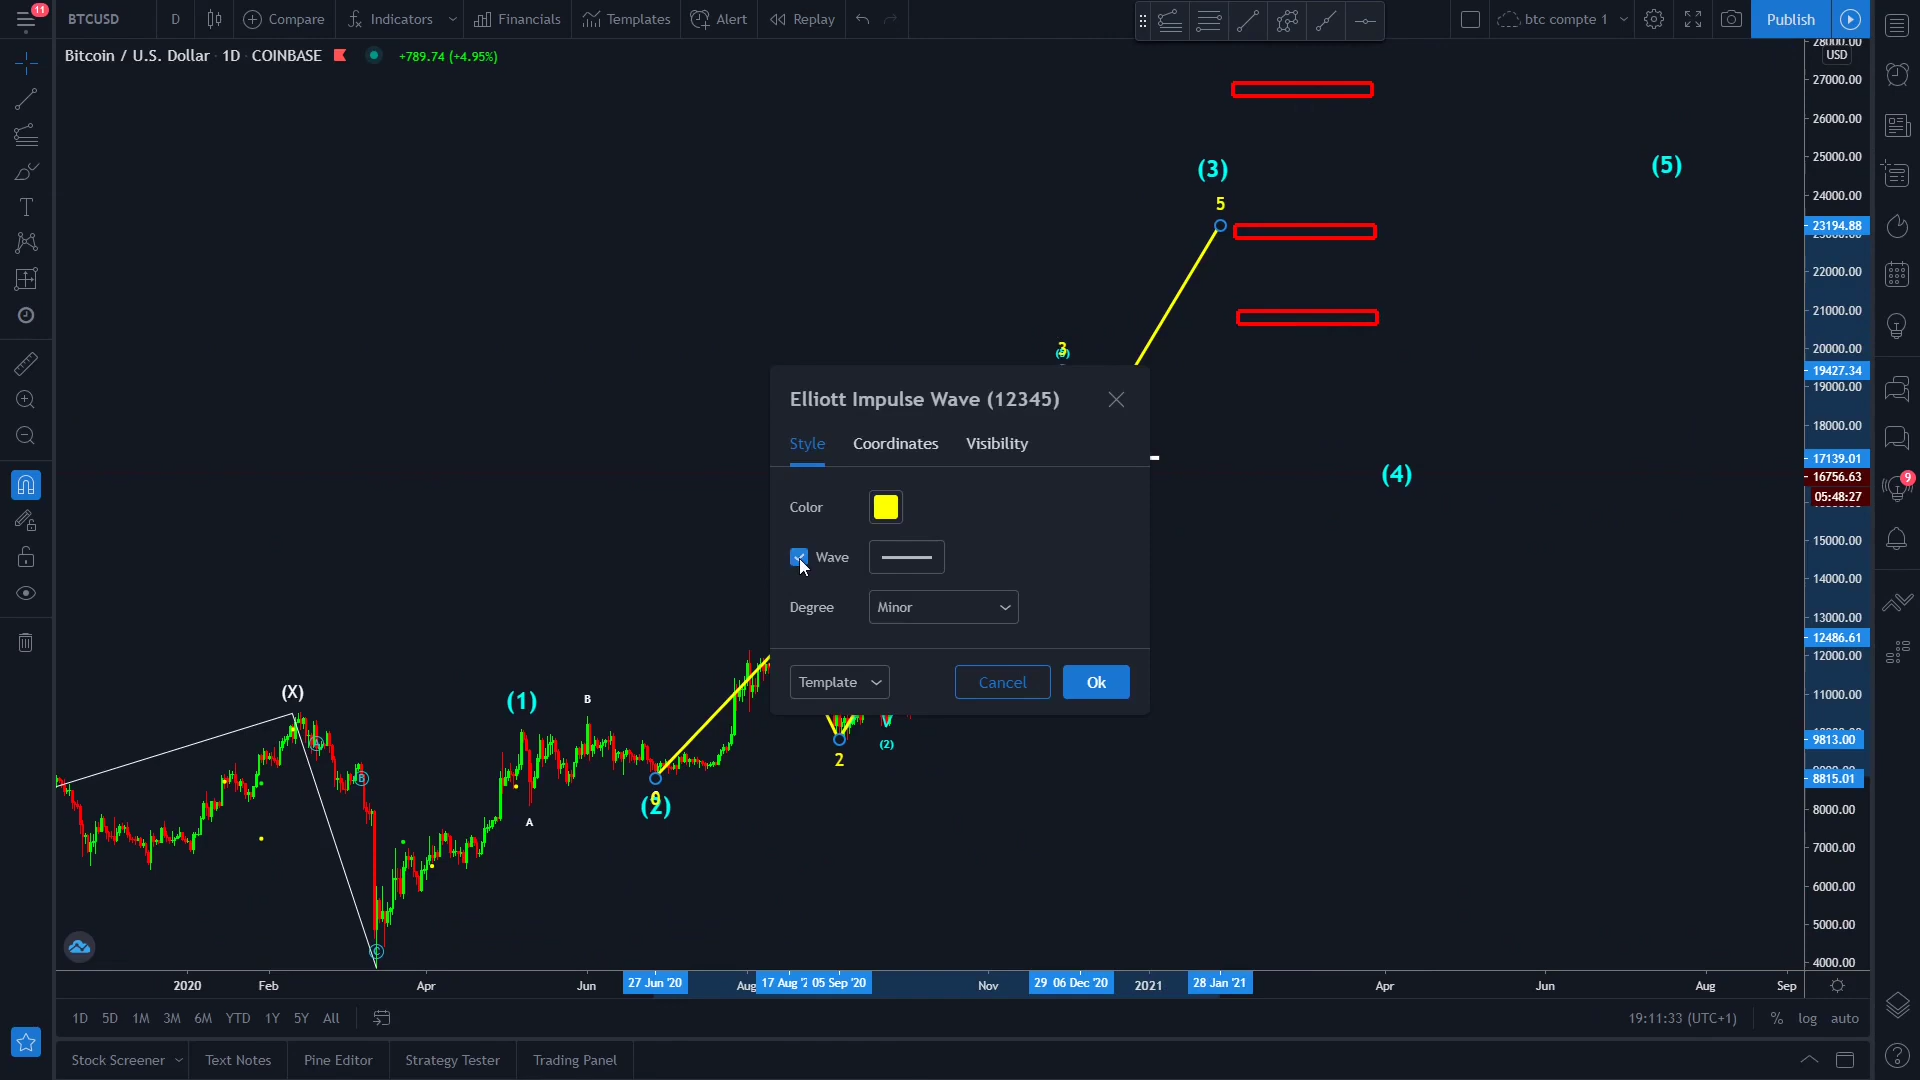 11
BTCUSD
D
Compare
Indicators
Financials
Templates
Alert
Replay
btc compte 1
Publish
Bitcoin / U.S. Dollar 1D COINBASE
+789.74 (+4.95%)
28000.00
USD
27000.00
26000.00
25000.00
24000.00
23194.88
22000.00
21000.00
20000.00
19427.34
19000.00
18000.00
17139.01
16756.63
05:48:27
15000.00
14000.00
13000.00
12486.61
12000.00
11000.00
9813.00
8815.01
8000.00
7000.00
6000.00
5000.00
4000.00
9
(3)
5
(5)
3
(4)
Elliott Impulse Wave (12345)
Style
Coordinates
Visibility
Color
Wave
Degree
Minor
Template
Cancel
Ok
(X)
(1)
B
A
B
A
C
(2)
2
(2)
2020
Feb
Apr
Jun
27 Jun '20
Aug
17 Aug '2
05 Sep '20
Nov
29
06 Dec '20
2021
28 Jan '21
Apr
Jun
Aug
Sep
1D
5D
1M
3M
6M
YTD
1Y
5Y
All
19:11:33 (UTC+1)
%
log
auto
Stock Screener
Text Notes
Pine Editor
Strategy Tester
Trading Panel